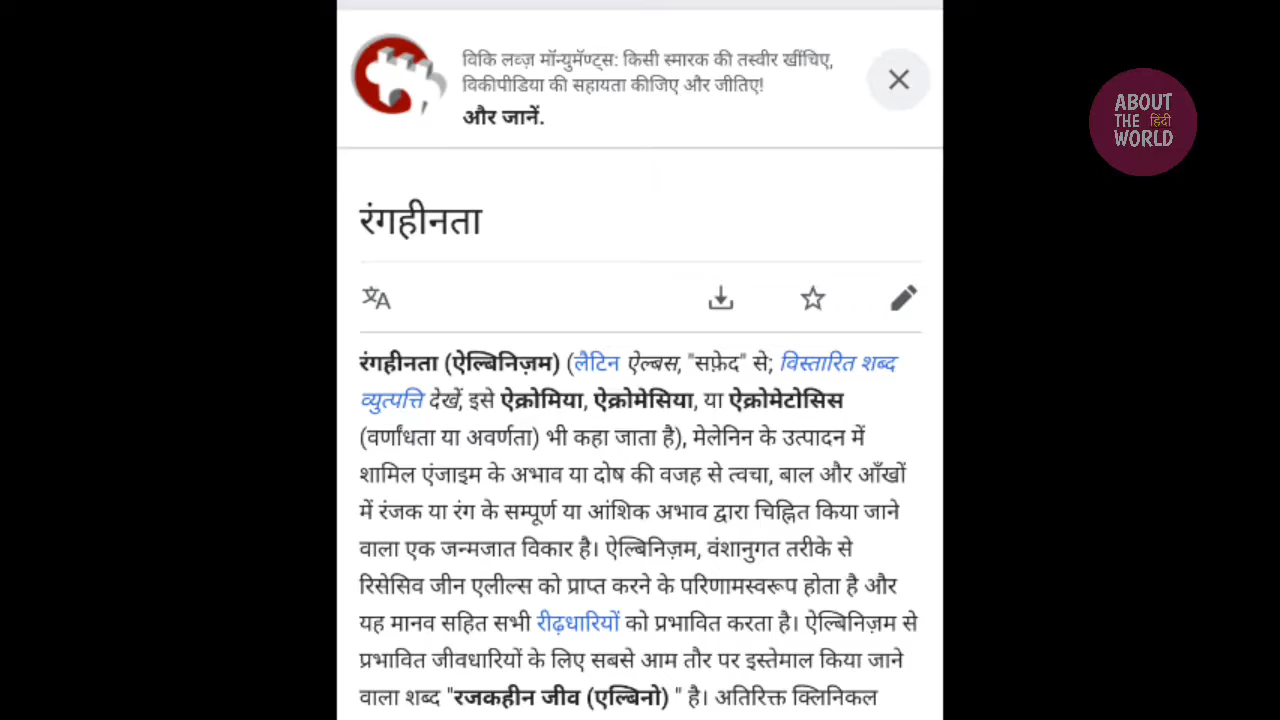 विकि लव्ज़ मॉन्युमॅण्ट्स: किसी स्मारक की तस्वीर खींचिए,
विकीपीडिया की सहायता कीजिए और जीतिए!
और जानें.
ABOUT
THE हिंदी
WORLD
रंगहीनता
रंगहीनता (ऐल्बिनिज़म) (लैटिन ऐल्बस, "सफ़ेद" से; विस्तारित शब्द
व्युत्पत्ति देखें, इसे ऐक्रोमिया, ऐक्रोमेसिया, या ऐक्रोमेटोसिस
(वर्णांधता या अवर्णता) भी कहा जाता है), मेलेनिन के उत्पादन में
शामिल एंजाइम के अभाव या दोष की वजह से त्वचा, बाल और आँखों
में रंजक या रंग के सम्पूर्ण या आंशिक अभाव द्वारा चिह्नित किया जाने
वाला एक जन्मजात विकार है। ऐल्बिनिज़म, वंशानुगत तरीके से
रिसेसिव जीन एलील्स को प्राप्त करने के परिणामस्वरूप होता है और
यह मानव सहित सभी रीढ़धारियों को प्रभावित करता है। ऐल्बिनिज़म से
प्रभावित जीवधारियों के लिए सबसे आम तौर पर इस्तेमाल किया जाने
वाला शब्द "रजकहीन जीव (एल्बिनो) " है। अतिरिक्त क्लिनिकल